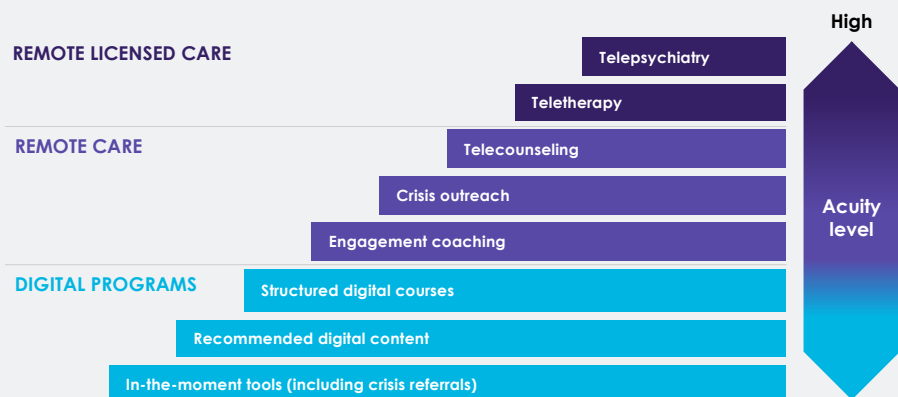 High
REMOTE LICENSED CARE
Telepsychiatry
Teletherapy
REMOTE CARE
Telecounseling
Crisis outreach
Acuity
level
Engagement coaching
DIGITAL PROGRAMS
Structured digital courses
Recommended digital content
In-the-moment tools (including crisis referrals)